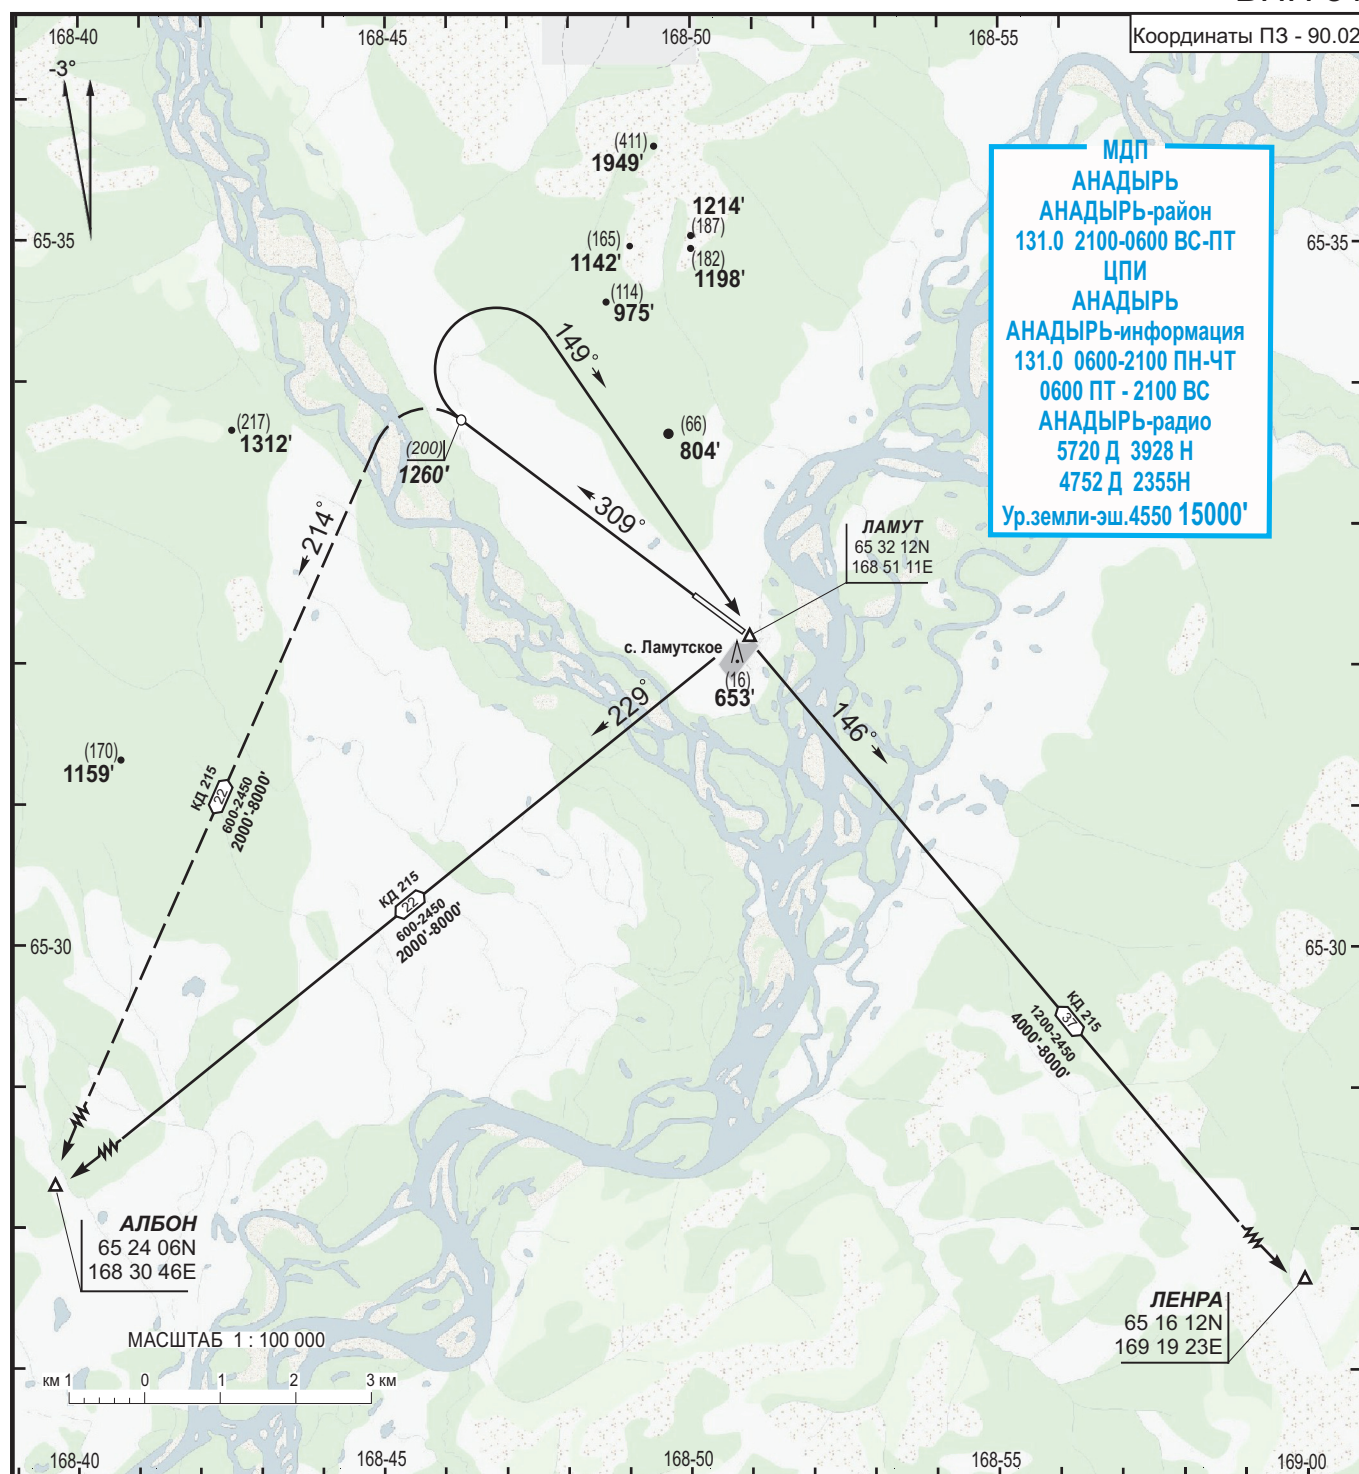 168-40
168-45
168-50
168-55
Координаты ПЗ - 90.02
-3°
(411)
1949'
МДП
АНАДЫРЬ
АНАДЫРЬ-район
131.0 2100-0600 ВС-ПТ
ЦПИ
АНАДЫРЬ
АНАДЫРЬ-информация
131.0 0600-2100 ПН-ЧТ
0600 ПТ - 2100 ВС
АНАДЫРЬ-радио
5720 Д 3928 Н
4752 Д 2355Н
Ур.земли-эш.4550 15000'
1214'
(187)
65-35
(165)
1142'
(182)
1198'
65-35
(114)
975'
149°
(217)
1312'
(66)
804'
(200)
1260'
309°
214°
ЛАМУТ
65 32 12N
168 51 11E
с. Ламутское
(16)
653'
229°
146°
(170)
1159'
КД 215
22
600-2450
2000'-8000'
КД 215
22
600-2450
2000'-8000'
65-30
65-30
КД 215
37
1200-2450
4000'-8000'
АЛБОН
65 24 06N
168 30 46E
ЛЕНРА
65 16 12N
169 19 23E
МАСШТАБ 1 : 100 000
км 1 0 1 2 3 км
168-40
168-45
168-50
168-55
169-00